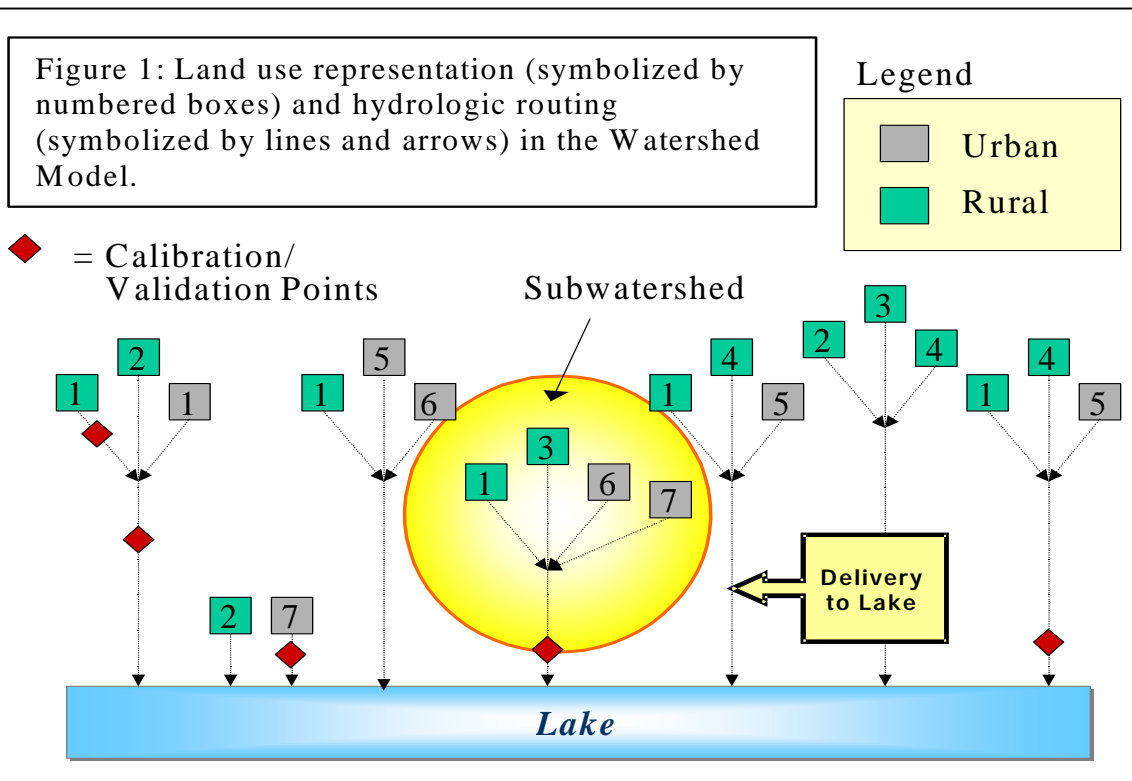 Figure 1: Land use representation (symbolized by
numbered boxes) and hydrologic routing
(symbolized by lines and arrows) in the Watershed
Model.
Legend
Urban
Rural
= Calibration/
Validation Points
Subwatershed
1
2
1
1
5
6
1
4
5
2
3
4
1
4
5
1
3
6
7
2
7
Delivery
to Lake
Lake